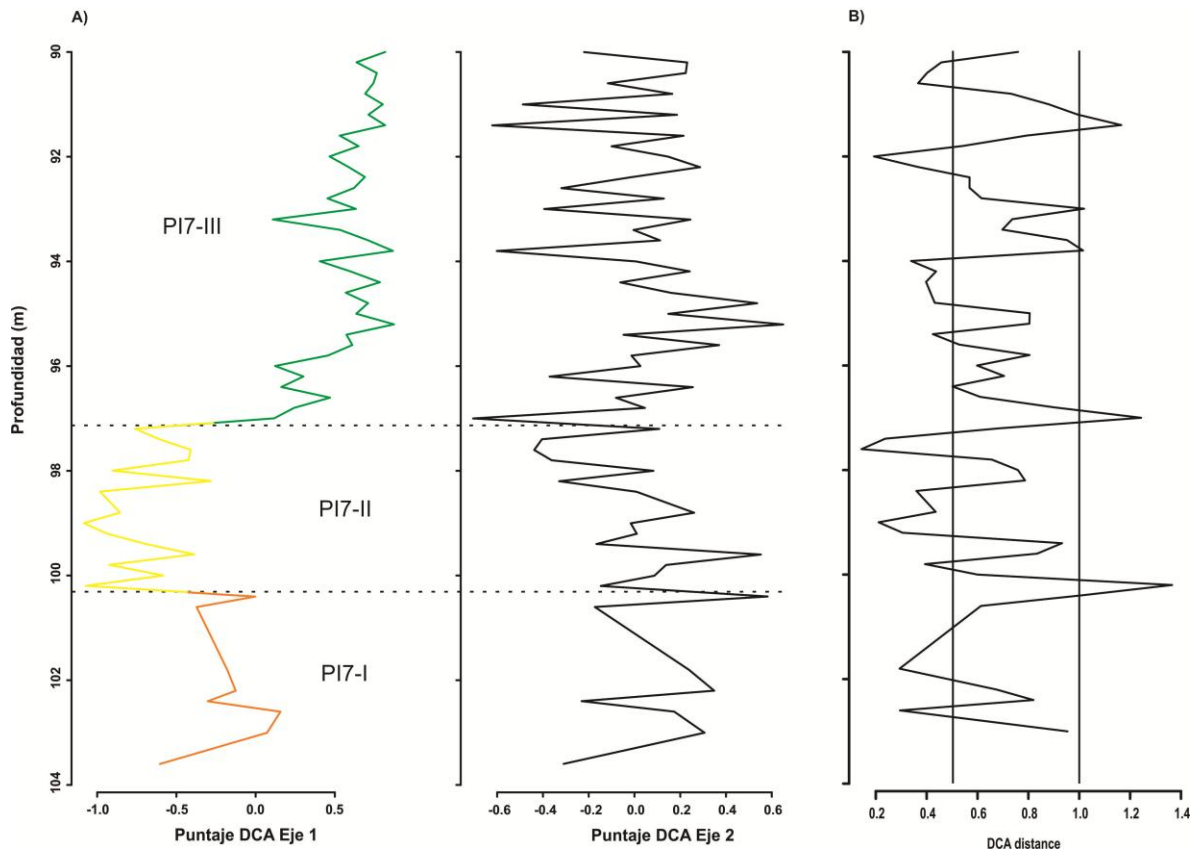 A)
B)
90
92
94
96
98
100
102
104
Profundidad (m)
PI7-III
PI7-II
PI7-I
-1.0 -0.5 0.0 0.5
Puntaje DCA Eje 1
-0.6 -0.4 -0.2 0.0 0.2 0.4 0.6
Puntaje DCA Eje 2
0.2 0.4 0.6 0.8 1.0 1.2 1.4
DCA distance